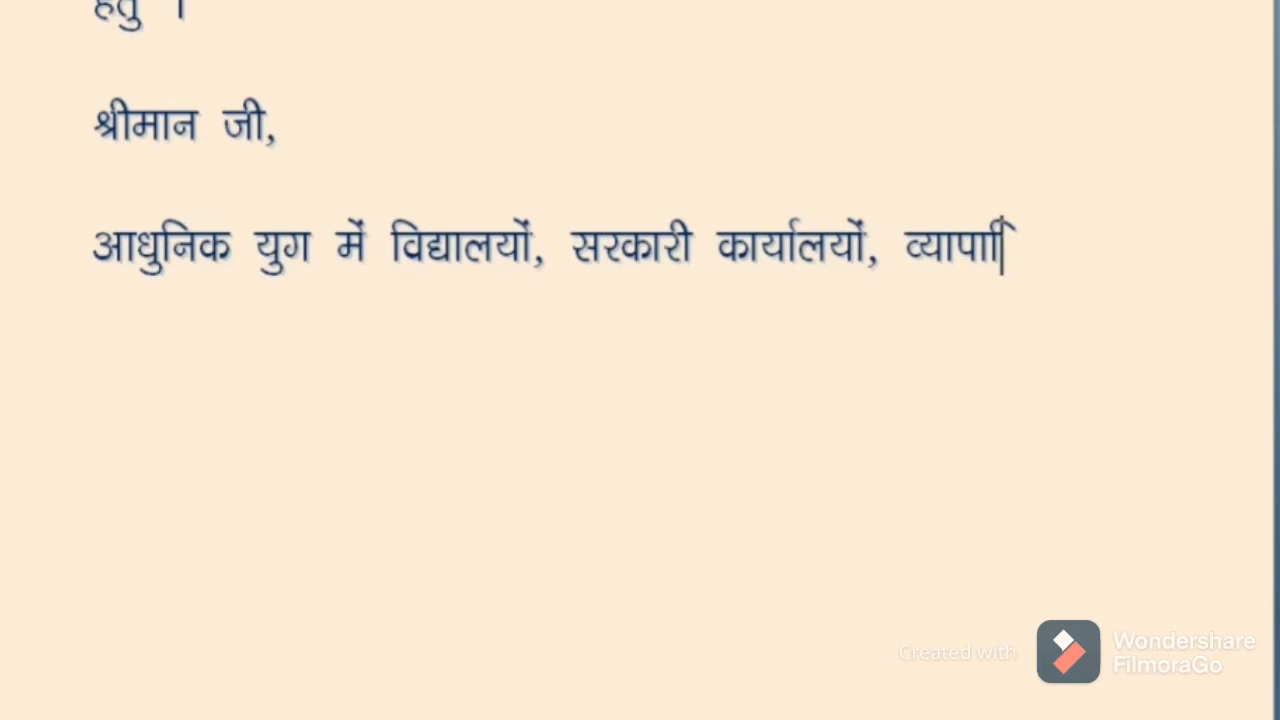 हेतु ।
श्रीमान जी,
आधुनिक युग में विद्यालयों, सरकारी कार्यालयों, व्यापाि
Created with
Wondershare
FilmoraGo